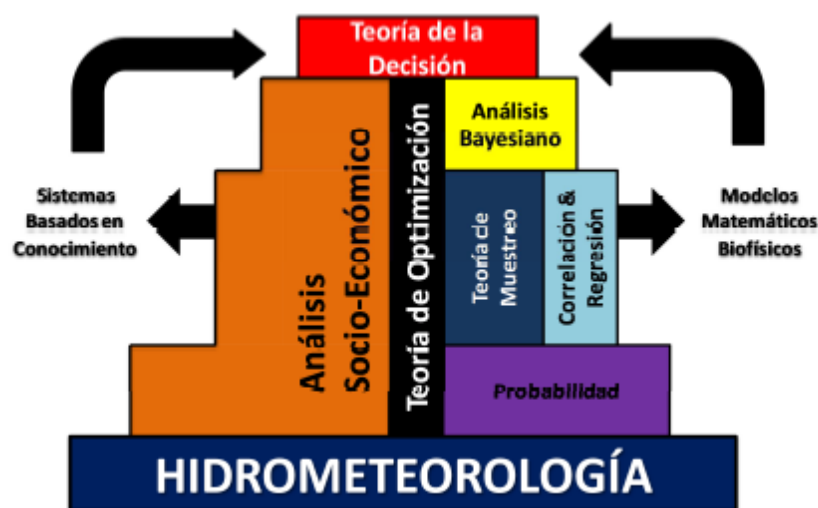 Teoría de la
Decisión
Análisis
Bayesiano
Análisis
Socio-Económico
Teoría de Optimización
Teoría de
Muestreo
Correlación &
Regresión
Sistemas
Basados en
Conocimiento
Modelos
Matemáticos
Biofísicos
Probabilidad
HIDROMETEOROLOGÍA